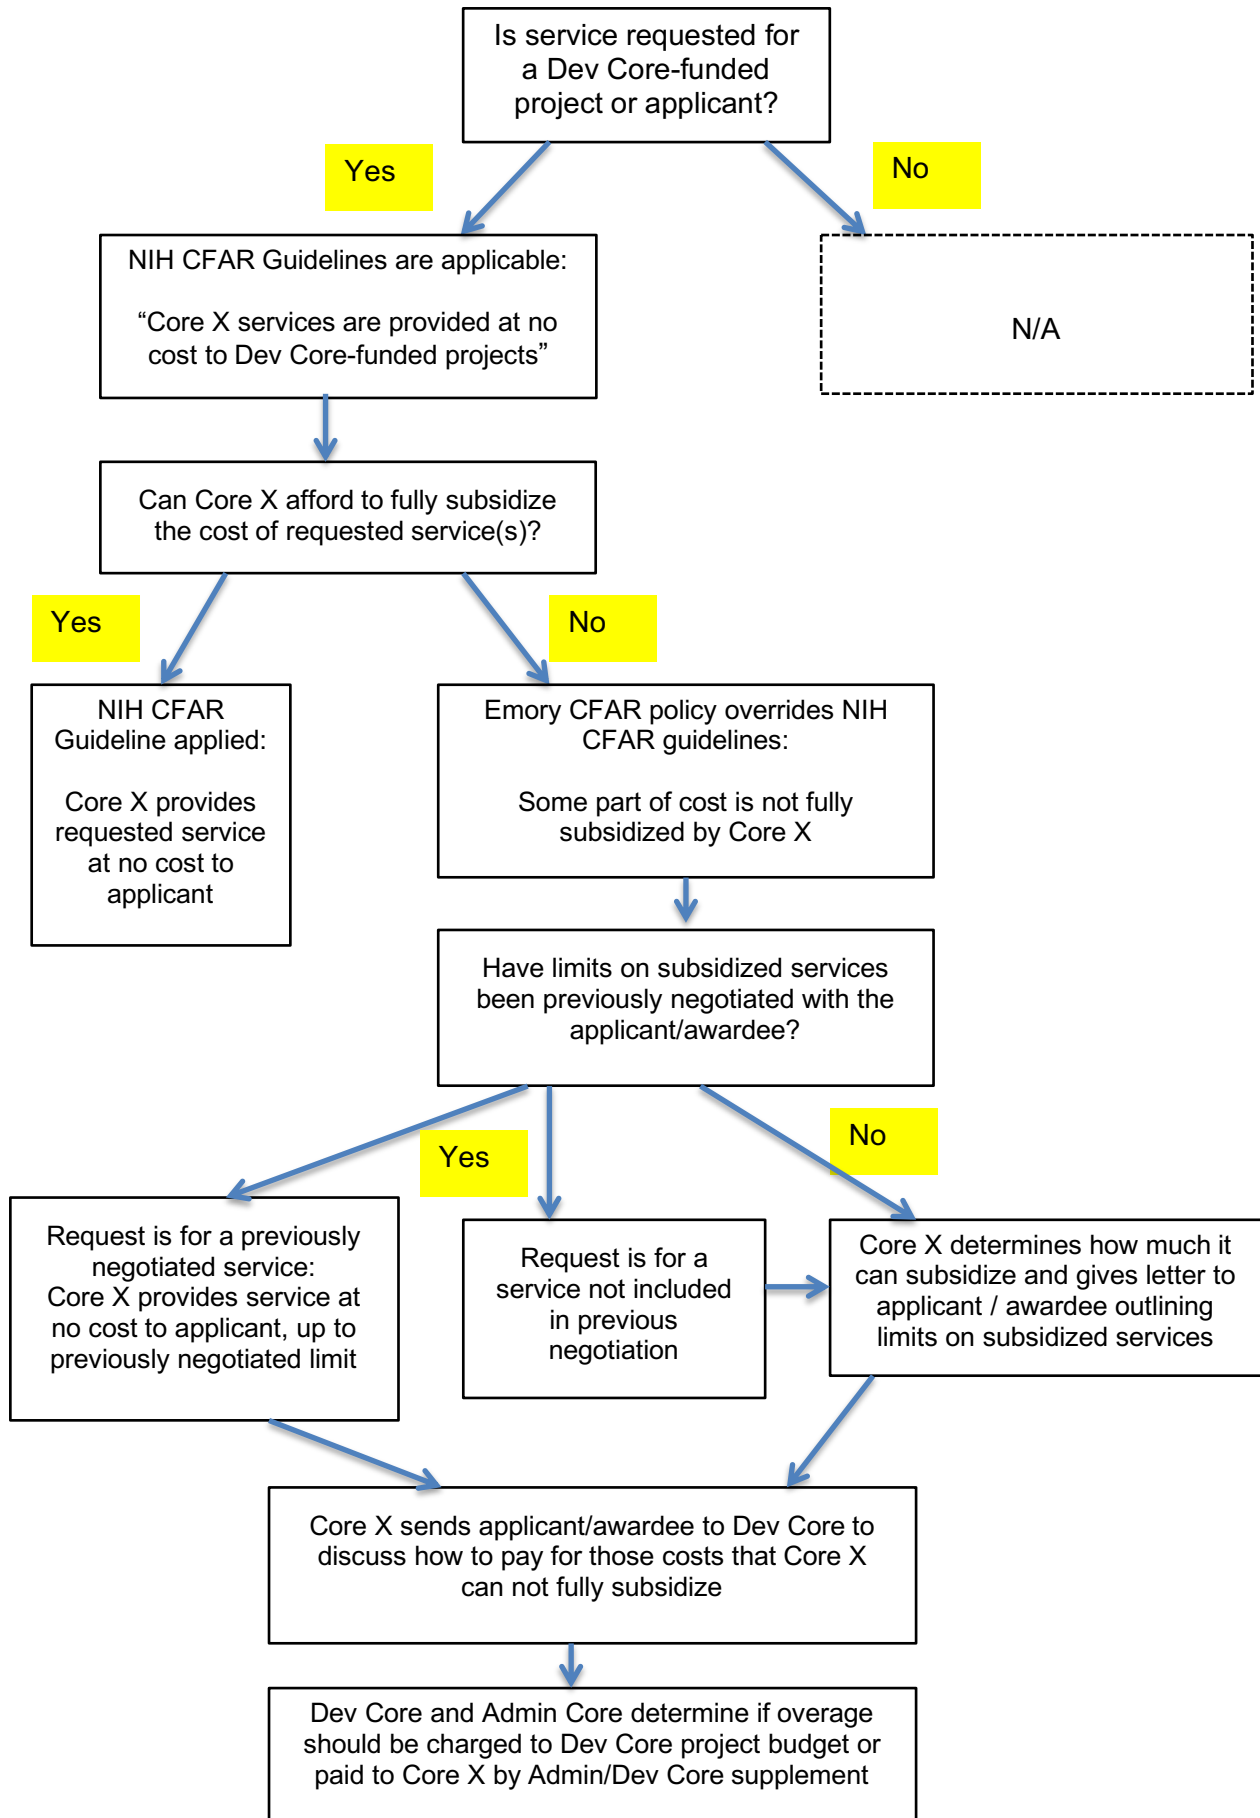 Is service requested for
a Dev Core-funded
project or applicant?
Yes
No
NIH CFAR Guidelines are applicable:
“Core X services are provided at no
cost to Dev Core-funded projects”
N/A
Can Core X afford to fully subsidize
the cost of requested service(s)?
Yes
No
NIH CFAR
Guideline applied:
Core X provides
requested service
at no cost to
applicant
Emory CFAR policy overrides NIH
CFAR guidelines:
Some part of cost is not fully
subsidized by Core X
Have limits on subsidized services
been previously negotiated with the
applicant/awardee?
Yes
No
Request is for a previously
negotiated service:
Core X provides service at
no cost to applicant, up to
previously negotiated limit
Request is for a
service not included
in previous
negotiation
Core X determines how much it
can subsidize and gives letter to
applicant / awardee outlining
limits on subsidized services
Core X sends applicant/awardee to Dev Core to
discuss how to pay for those costs that Core X
can not fully subsidize
Dev Core and Admin Core determine if overage
should be charged to Dev Core project budget or
paid to Core X by Admin/Dev Core supplement